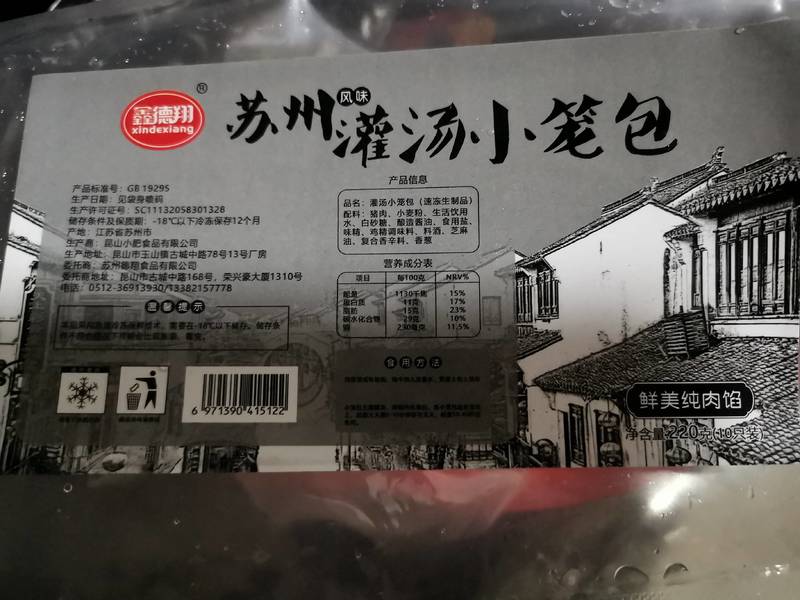 鑫德翔
xindexiang
®
苏州风味灌汤小笼包
产品标准号：GB 19295
生产日期：见袋身喷码
生产许可证号：SC11132058301328
储存条件及保质期：-18℃以下冷冻保存12个月
产地：江苏省苏州市
生产商：昆山小肥食品有限公司
生产地址：昆山市玉山镇古城中路78号13号厂房
委托商：苏州德翔食品有限公司
委托商地址：昆山市古城中路168号，荣兴豪大厦1310号
电话：0512-36913930/13382157778
温馨提示
产品信息
品名：灌汤小笼包（速冻生制品）
配料：猪肉、小麦粉、生活饮用
水、白砂糖、酿造酱油、食用盐、
味精、鸡精调味料、料酒、芝麻
油、复合香辛料、香葱
营养成分表
项目 每100克 NRV%
能量 1130千焦 15%
蛋白质 11克 17%
脂肪 15克 23%
碳水化合物 29克 10%
钠 230毫克 11.5%
食用方法
6 971390 415122
鲜美纯肉馅
净含量：220克(10只装)